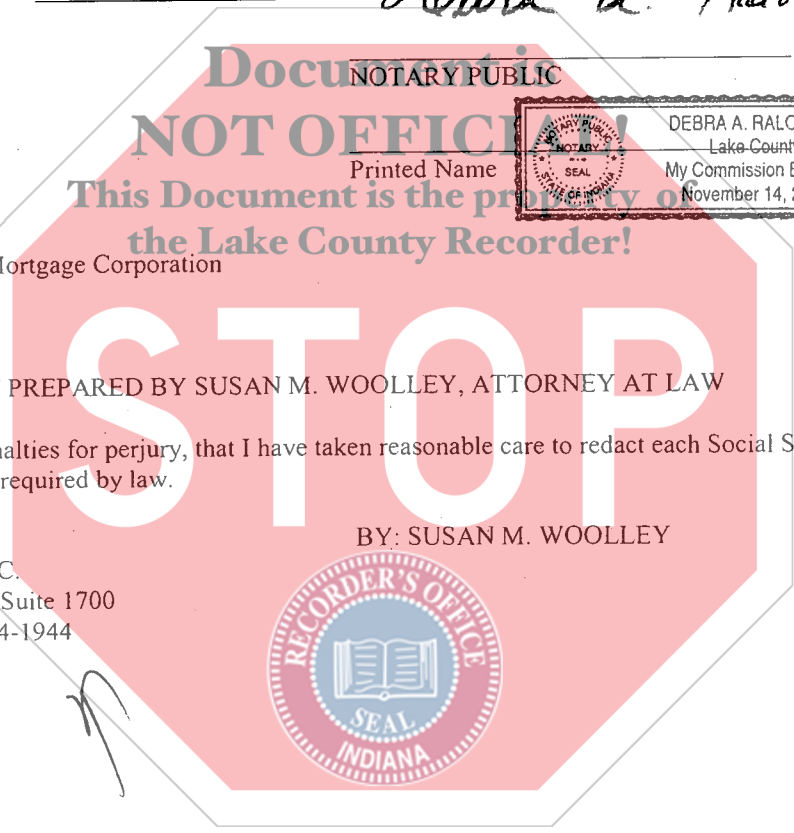 Document is
NOTARY PUBLIC
NOT OFFICIAL!
DEBRA A. RALO
Lake County
My Commission E
November 14, 2
NOTARY PUBLIC
NOTARY
SEAL
STATE OF INDIANA
Printed Name
This Document is the property of
the Lake County Recorder!
Mortgage Corporation
STOP
PREPARED BY SUSAN M. WOOLLEY, ATTORNEY AT LAW
nalties for perjury, that I have taken reasonable care to redact each Social S
required by law.
BY: SUSAN M. WOOLLEY
C.
Suite 1700
4-1944
RECORDER'S OFFICE
SEAL
INDIANA